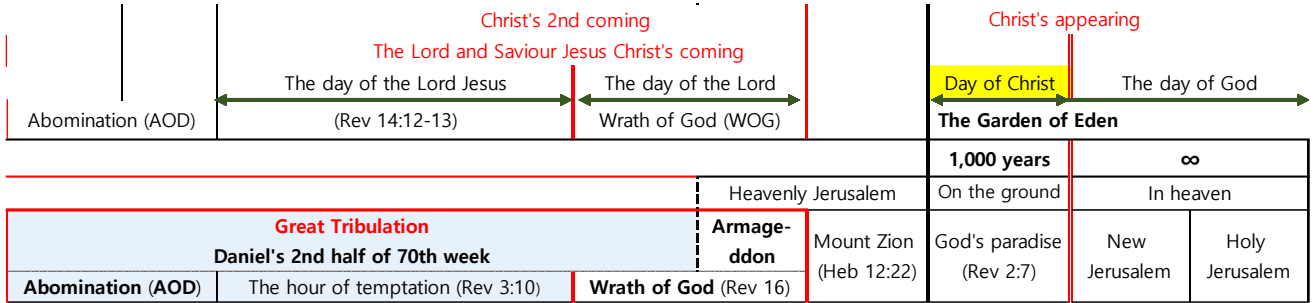 Christ's 2nd coming
Christ's appearing
The Lord and Saviour Jesus Christ's coming
The day of the Lord Jesus
The day of the Lord
Day of Christ
The day of God
Abomination (AOD)
(Rev 14:12-13)
Wrath of God (WOG)
The Garden of Eden
1,000 years
∞
Heavenly Jerusalem
On the ground
In heaven
Great Tribulation
Daniel's 2nd half of 70th week
Armage-
ddon
Mount Zion
(Heb 12:22)
God's paradise
(Rev 2:7)
New
Jerusalem
Holy
Jerusalem
Abomination (AOD)
The hour of temptation (Rev 3:10)
Wrath of God (Rev 16)